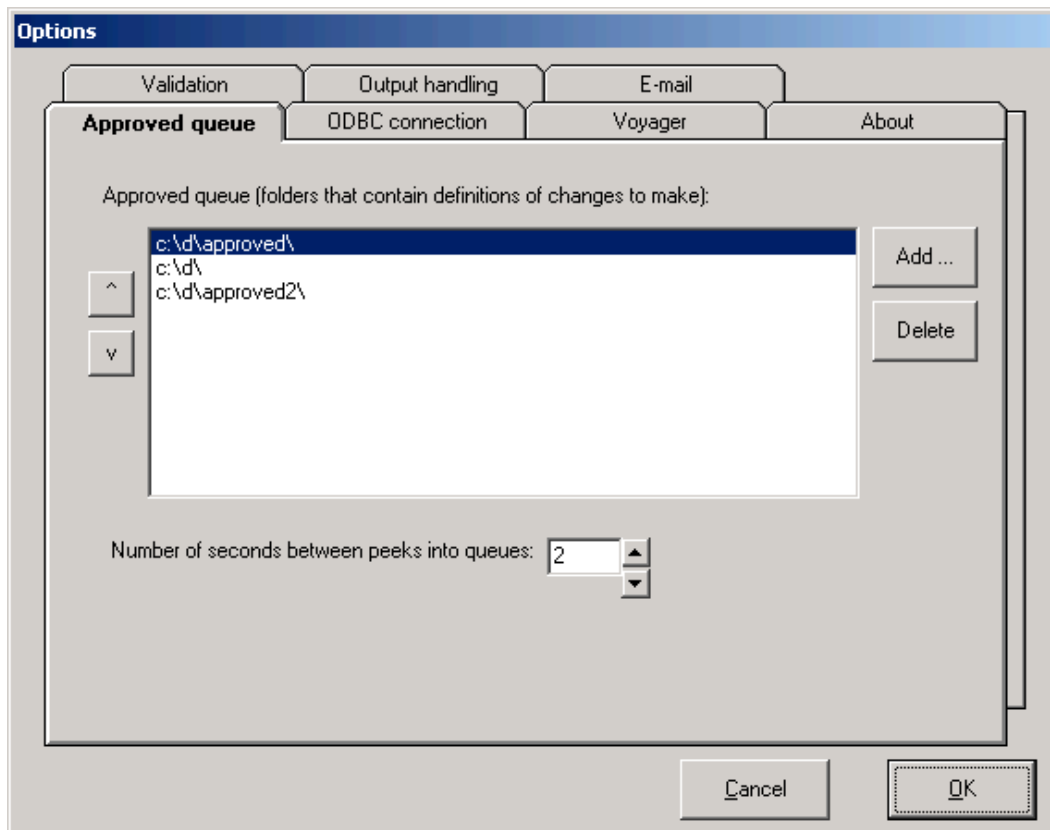 Options
Validation Output handling E-mail
Approved queue ODBC connection Voyager About
Approved queue (folders that contain definitions of changes to make):
c:\d\approved\
c:\d\
c:\d\approved2\
^
v
Add ...
Delete
Number of seconds between peeks into queues: 2
Cancel OK